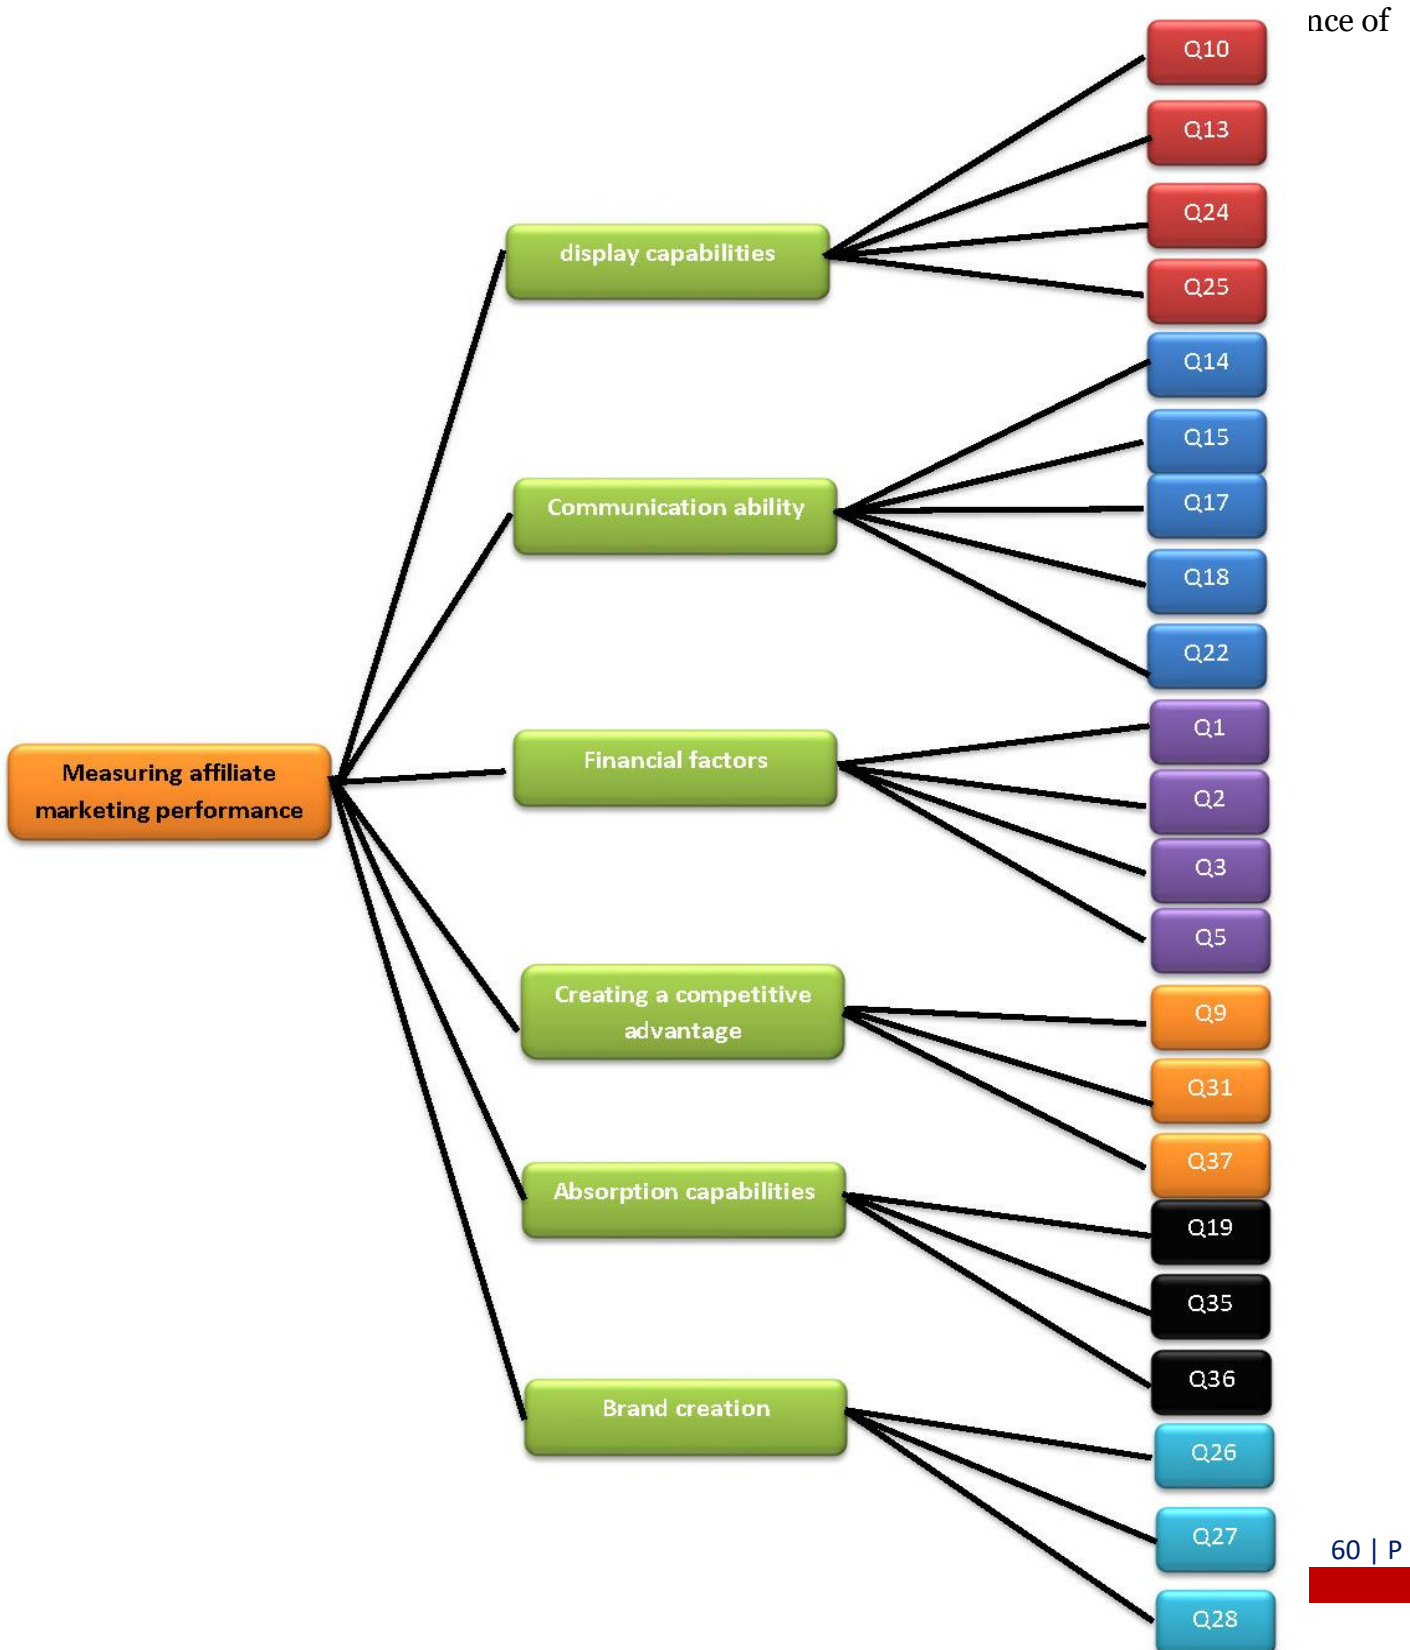 nce of
Q10
Q13
Q24
display capabilities
Q25
Q14
Q15
Communication ability
Q17
Q18
Q22
Q1
Financial factors
Measuring affiliate
marketing performance
Q2
Q3
Q5
Creating a competitive
advantage
Q9
Q31
Q37
Absorption capabilities
Q19
Q35
Q36
Brand creation
Q26
Q27
60 | P
Q28